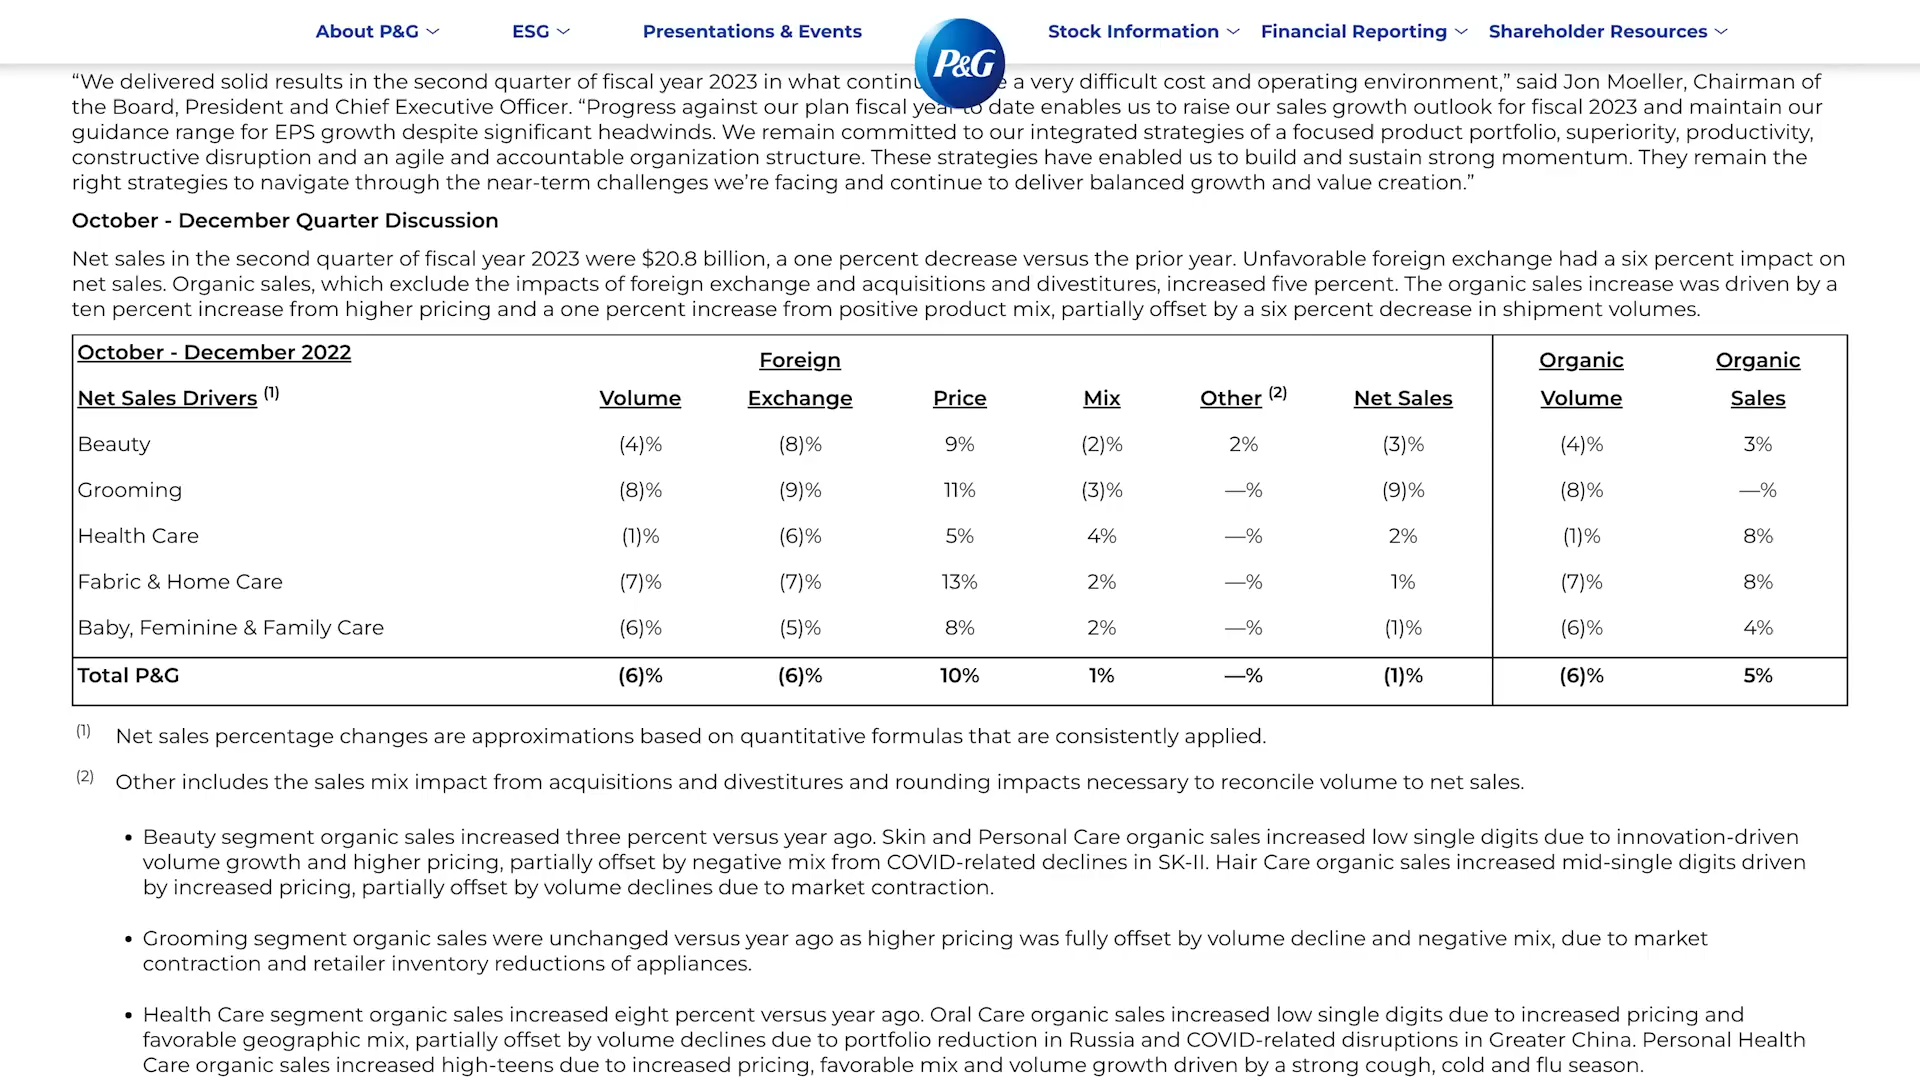 About P&G ESG Presentations & Events P&G Stock Information Financial Reporting Shareholder Resources
“We delivered solid results in the second quarter of fiscal year 2023 in what a very difficult cost and operating environment,” said Jon Moeller, Chairman of
the Board, President and Chief Executive Officer. “Progress against our plan fiscal year to date enables us to raise our sales growth outlook for fiscal 2023 and maintain our
guidance range for EPS growth despite significant headwinds. We remain committed to our integrated strategies of a focused product portfolio, superiority, productivity,
constructive disruption and an agile and accountable organization structure. These strategies have enabled us to build and sustain strong momentum. They remain the
right strategies to navigate through the near-term challenges we’re facing and continue to deliver balanced growth and value creation.”
October - December Quarter Discussion
Net sales in the second quarter of fiscal year 2023 were $20.8 billion, a one percent decrease versus the prior year. Unfavorable foreign exchange had a six percent impact on
net sales. Organic sales, which exclude the impacts of foreign exchange and acquisitions and divestitures, increased five percent. The organic sales increase was driven by a
ten percent increase from higher pricing and a one percent increase from positive product mix, partially offset by a six percent decrease in shipment volumes.
October - December 2022 Foreign Organic Organic
Net Sales Drivers (1) Volume Exchange Price Mix Other (2) Net Sales Volume Sales
Beauty (4)% (8)% 9% (2)% 2% (3)% (4)% 3%
Grooming (8)% (9)% 11% (3)% —% (9)% (8)% —%
Health Care (1)% (6)% 5% 4% —% 2% (1)% 8%
Fabric & Home Care (7)% (7)% 13% 2% —% 1% (7)% 8%
Baby, Feminine & Family Care (6)% (5)% 8% 2% —% (1)% (6)% 4%
Total P&G (6)% (6)% 10% 1% —% (1)% (6)% 5%
(1) Net sales percentage changes are approximations based on quantitative formulas that are consistently applied.
(2) Other includes the sales mix impact from acquisitions and divestitures and rounding impacts necessary to reconcile volume to net sales.
• Beauty segment organic sales increased three percent versus year ago. Skin and Personal Care organic sales increased low single digits due to innovation-driven
volume growth and higher pricing, partially offset by negative mix from COVID-related declines in SK-II. Hair Care organic sales increased mid-single digits driven
by increased pricing, partially offset by volume declines due to market contraction.
• Grooming segment organic sales were unchanged versus year ago as higher pricing was fully offset by volume decline and negative mix, due to market
contraction and retailer inventory reductions of appliances.
• Health Care segment organic sales increased eight percent versus year ago. Oral Care organic sales increased low single digits due to increased pricing and
favorable geographic mix, partially offset by volume declines due to portfolio reduction in Russia and COVID-related disruptions in Greater China. Personal Health
Care organic sales increased high-teens due to increased pricing, favorable mix and volume growth driven by a strong cough, cold and flu season.